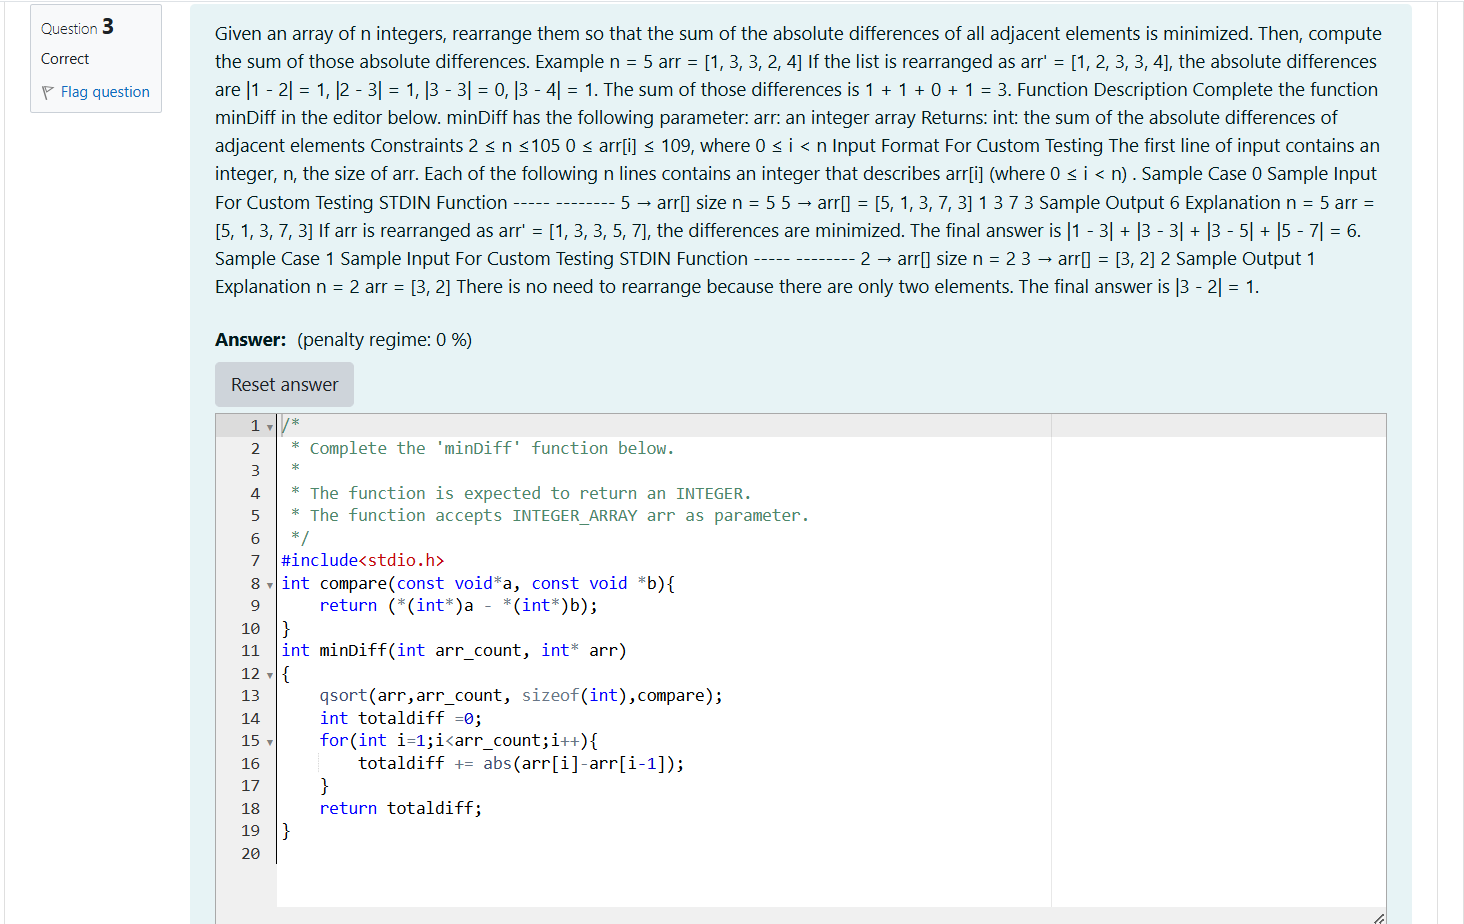 Question 3
Correct
Flag question
Given an array of n integers, rearrange them so that the sum of the absolute differences of all adjacent elements is minimized. Then, compute
the sum of those absolute differences. Example n = 5 arr = [1, 3, 3, 2, 4] If the list is rearranged as arr' = [1, 2, 3, 3, 4], the absolute differences
are |1 - 2| = 1, |2 - 3| = 1, |3 - 3| = 0, |3 - 4| = 1. The sum of those differences is 1 + 1 + 0 + 1 = 3. Function Description Complete the function
minDiff in the editor below. minDiff has the following parameter: arr: an integer array Returns: int: the sum of the absolute differences of
adjacent elements Constraints 2 ≤ n ≤105 0 ≤ arr[i] ≤ 109, where 0 ≤ i < n Input Format For Custom Testing The first line of input contains an
integer, n, the size of arr. Each of the following n lines contains an integer that describes arr[i] (where 0 ≤ i < n) . Sample Case 0 Sample Input
For Custom Testing STDIN Function ----- -------- 5 → arr[] size n = 5 5 → arr[] = [5, 1, 3, 7, 3] 1 3 7 3 Sample Output 6 Explanation n = 5 arr =
[5, 1, 3, 7, 3] If arr is rearranged as arr' = [1, 3, 3, 5, 7], the differences are minimized. The final answer is |1 - 3| + |3 - 3| + |3 - 5| + |5 - 7| = 6.
Sample Case 1 Sample Input For Custom Testing STDIN Function ----- -------- 2 → arr[] size n = 2 3 → arr[] = [3, 2] 2 Sample Output 1
Explanation n = 2 arr = [3, 2] There is no need to rearrange because there are only two elements. The final answer is |3 - 2| = 1.
Answer: (penalty regime: 0 %)
Reset answer
1 /*
2  * Complete the 'minDiff' function below.
3  *
4  * The function is expected to return an INTEGER.
5  * The function accepts INTEGER_ARRAY arr as parameter.
6  */
7 #include<stdio.h>
8 int compare(const void*a, const void *b){
9     return (*(int*)a - *(int*)b);
10 }
11 int minDiff(int arr_count, int* arr)
12 {
13     qsort(arr,arr_count, sizeof(int),compare);
14     int totaldiff =0;
15     for(int i=1;i<arr_count;i++){
16         totaldiff += abs(arr[i]-arr[i-1]);
17     }
18     return totaldiff;
19 }
20